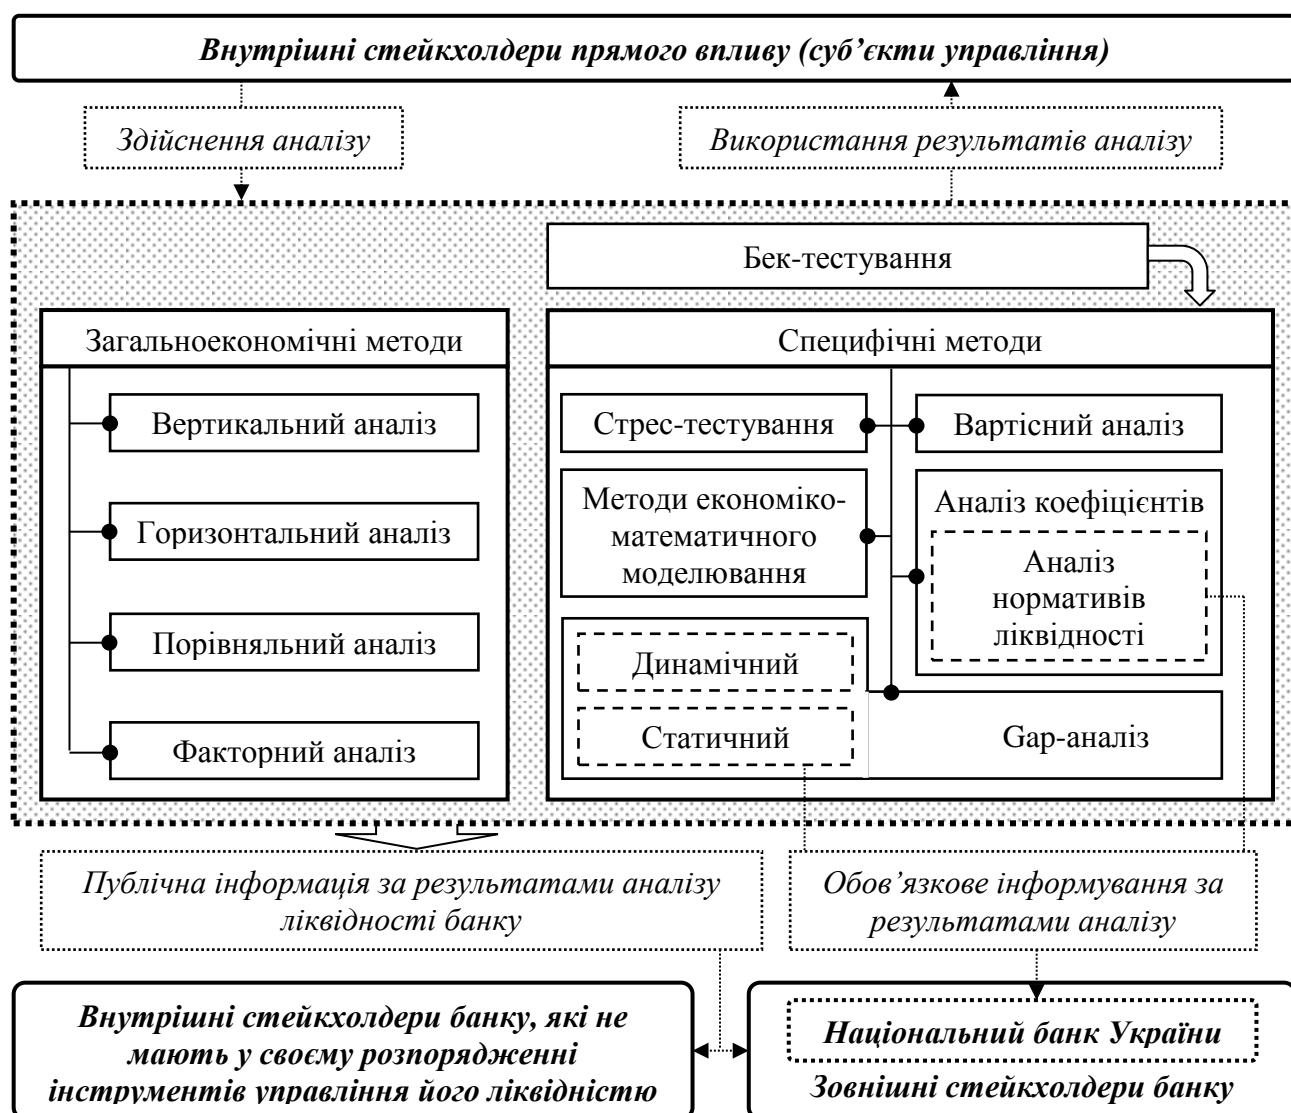 Внутрішні стейкхолдери прямого впливу (суб’єкти управління)
Здійснення аналізу
Використання результатів аналізу
Бек-тестування
Загальноекономічні методи
Вертикальний аналіз
Горизонтальний аналіз
Порівняльний аналіз
Факторний аналіз
Специфічні методи
Стрес-тестування
Вартісний аналіз
Методи економіко-
математичного
моделювання
Аналіз коефіцієнтів
Аналіз
нормативів
ліквідності
Динамічний
Статичний
Gap-аналіз
Публічна інформація за результатами аналізу
ліквідності банку
Обов’язкове інформування за
результатами аналізу
Внутрішні стейкхолдери банку, які не
мають у своєму розпорядженні
інструментів управління його ліквідністю
Національний банк України
Зовнішні стейкхолдери банку